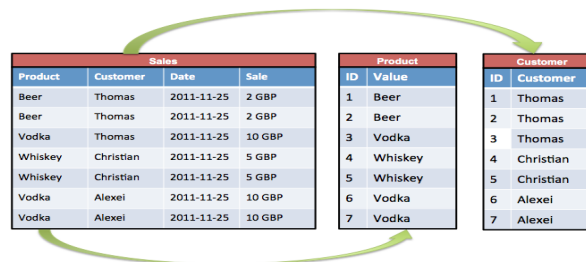 Sales
Product Customer Date Sale
Beer Thomas 2011-11-25 2 GBP
Beer Thomas 2011-11-25 2 GBP
Vodka Thomas 2011-11-25 10 GBP
Whiskey Christian 2011-11-25 5 GBP
Whiskey Christian 2011-11-25 5 GBP
Vodka Alexei 2011-11-25 10 GBP
Vodka Alexei 2011-11-25 10 GBP
Product
ID Value
1 Beer
2 Beer
3 Vodka
4 Whiskey
5 Whiskey
6 Vodka
7 Vodka
Customer
ID Customer
1 Thomas
2 Thomas
3 Thomas
4 Christian
5 Christian
6 Alexei
7 Alexei